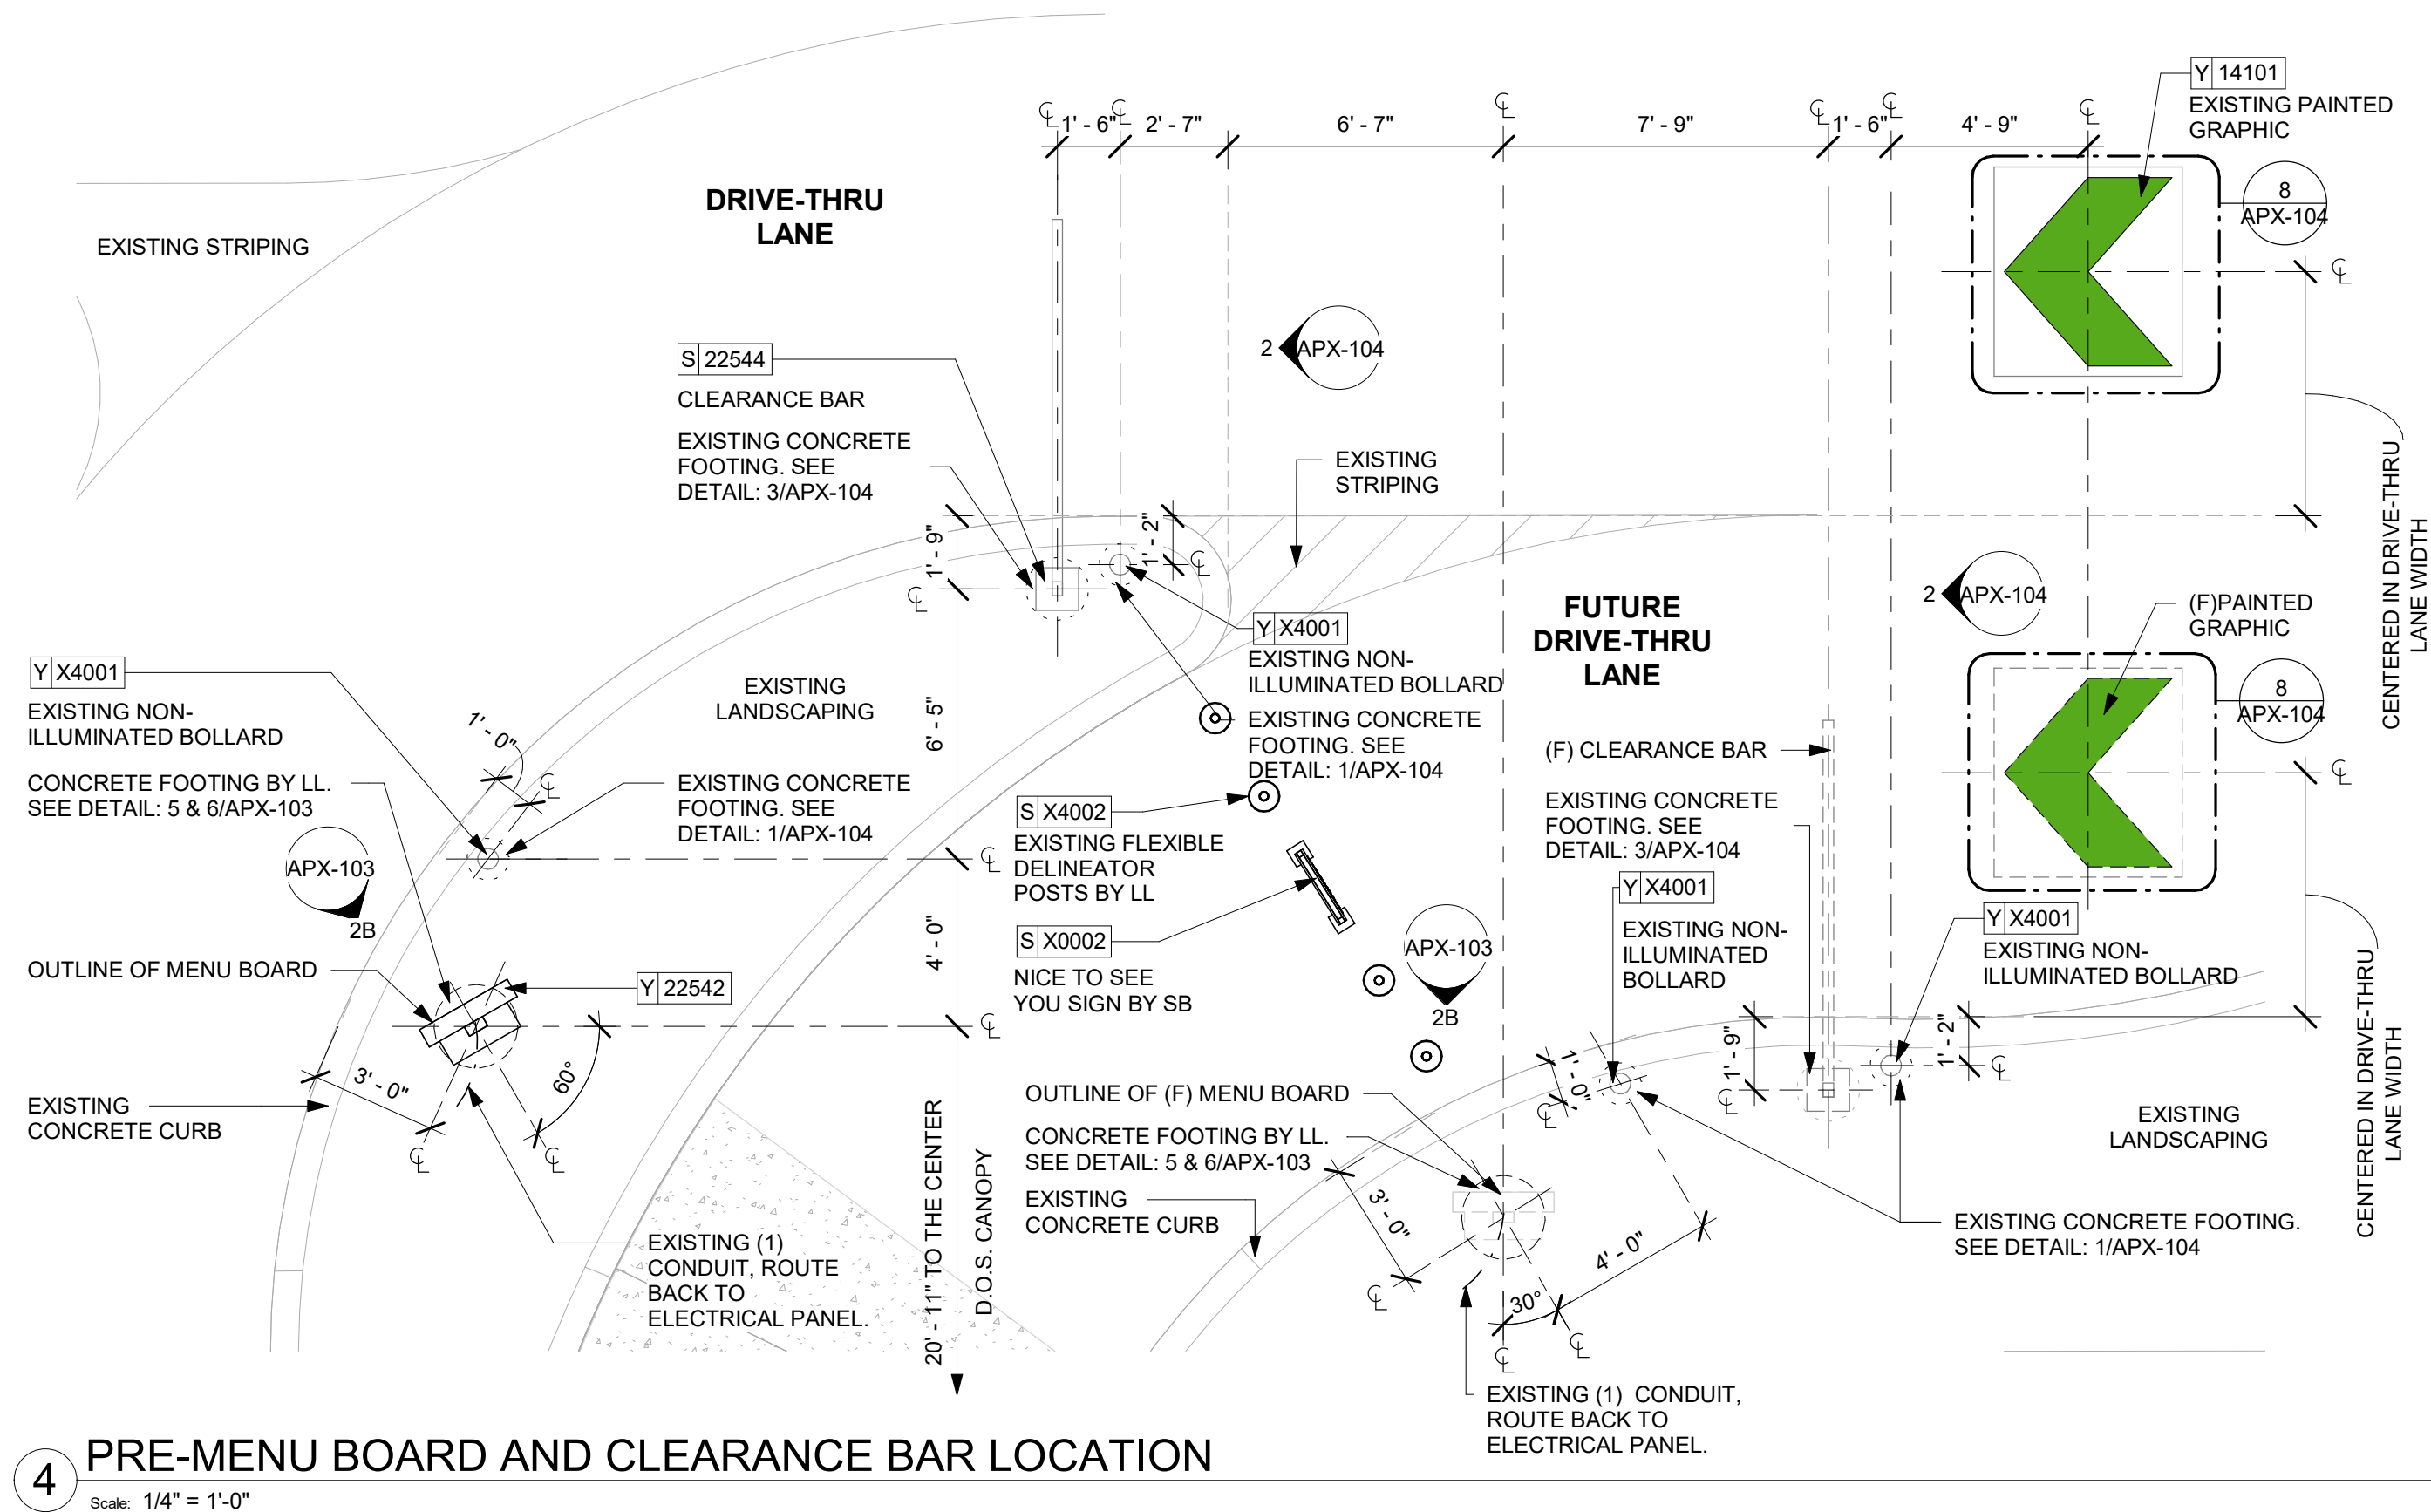 Y 14101
EXISTING PAINTED
GRAPHIC
1' - 6"
2' - 7"
6' - 7"
7' - 9"
1' - 6"
4' - 9"
8
APX-104
DRIVE-THRU
LANE
EXISTING STRIPING
2 APX-104
S 22544
CLEARANCE BAR
EXISTING CONCRETE
FOOTING. SEE
DETAIL: 3/APX-104
EXISTING
STRIPING
CENTERED IN DRIVE-THRU
LANE WIDTH
1' - 9"
1' - 2"
2 APX-104
(F)PAINTED
GRAPHIC
FUTURE
DRIVE-THRU
LANE
Y X4001
EXISTING NON-
ILLUMINATED BOLLARD
EXISTING CONCRETE
FOOTING. SEE
DETAIL: 1/APX-104
Y X4001
EXISTING NON-
ILLUMINATED BOLLARD
EXISTING
LANDSCAPING
8
APX-104
1' - 0"
6' - 5"
CONCRETE FOOTING BY LL.
SEE DETAIL: 5 & 6/APX-103
EXISTING CONCRETE
FOOTING. SEE
DETAIL: 1/APX-104
(F) CLEARANCE BAR
EXISTING CONCRETE
FOOTING. SEE
DETAIL: 3/APX-104
S X4002
EXISTING FLEXIBLE
DELINEATOR
POSTS BY LL
APX-103
2B
Y X4001
EXISTING NON-
ILLUMINATED
BOLLARD
Y X4001
EXISTING NON-
ILLUMINATED BOLLARD
S X0002
NICE TO SEE
YOU SIGN BY SB
APX-103
2B
4' - 0"
OUTLINE OF MENU BOARD
Y 22542
CENTERED IN DRIVE-THRU
LANE WIDTH
1' - 9"
1' - 2"
1' - 0"
3' - 0"
60°
EXISTING
CONCRETE CURB
OUTLINE OF (F) MENU BOARD
CONCRETE FOOTING BY LL.
SEE DETAIL: 5 & 6/APX-103
EXISTING
CONCRETE CURB
EXISTING
LANDSCAPING
3' - 0"
4' - 0"
30°
EXISTING CONCRETE FOOTING.
SEE DETAIL: 1/APX-104
20' - 11" TO THE CENTER
D.O.S. CANOPY
EXISTING (1)
CONDUIT, ROUTE
BACK TO
ELECTRICAL PANEL.
EXISTING (1) CONDUIT,
ROUTE BACK TO
ELECTRICAL PANEL.
4 PRE-MENU BOARD AND CLEARANCE BAR LOCATION
Scale: 1/4" = 1'-0"